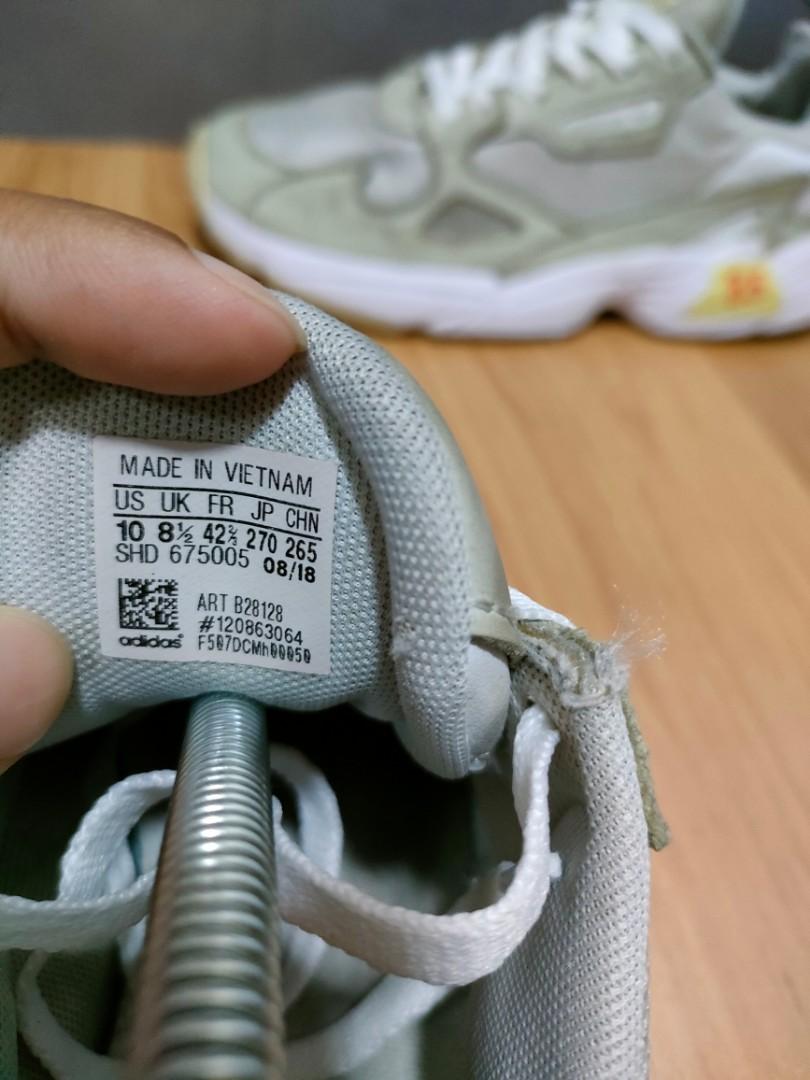 MADE IN VIETNAM
US UK FR JP CHN
10 8½ 42⅔ 270 265
SHD 675005 08/18
ART B28128
#120863064
adidas F507DCMh00050